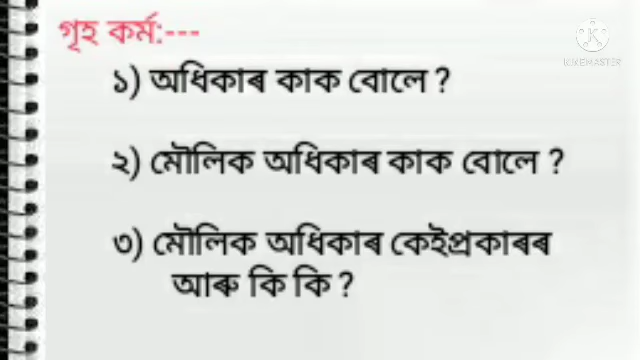 গৃহ কৰ্ম:---
১) অধিকাৰ কাক বোলে ?
২) মৌলিক অধিকাৰ কাক বোলে ?
৩) মৌলিক অধিকাৰ কেইপ্ৰকাৰৰ
আৰু কি কি ?
KINEMASTER